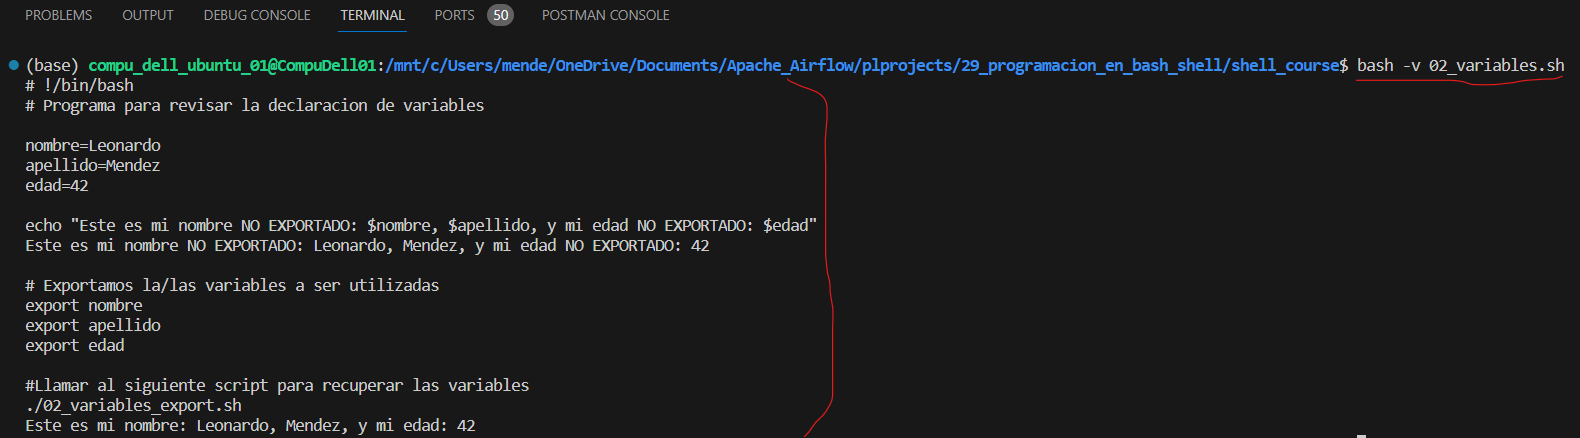 PROBLEMS OUTPUT DEBUG CONSOLE TERMINAL PORTS 50 POSTMAN CONSOLE
(base) compu_dell_ubuntu_01@CompuDell01:/mnt/c/Users/mende/OneDrive/Documents/Apache_Airflow/plprojects/29_programacion_en_bash_shell/shell_course$ bash -v 02_variables.sh
# !/bin/bash
# Programa para revisar la declaracion de variables
nombre=Leonardo
apellido=Mendez
edad=42
echo "Este es mi nombre NO EXPORTADO: $nombre, $apellido, y mi edad NO EXPORTADO: $edad"
Este es mi nombre NO EXPORTADO: Leonardo, Mendez, y mi edad NO EXPORTADO: 42
# Exportamos la/las variables a ser utilizadas
export nombre
export apellido
export edad
#Llamar al siguiente script para recuperar las variables
./02_variables_export.sh
Este es mi nombre: Leonardo, Mendez, y mi edad: 42